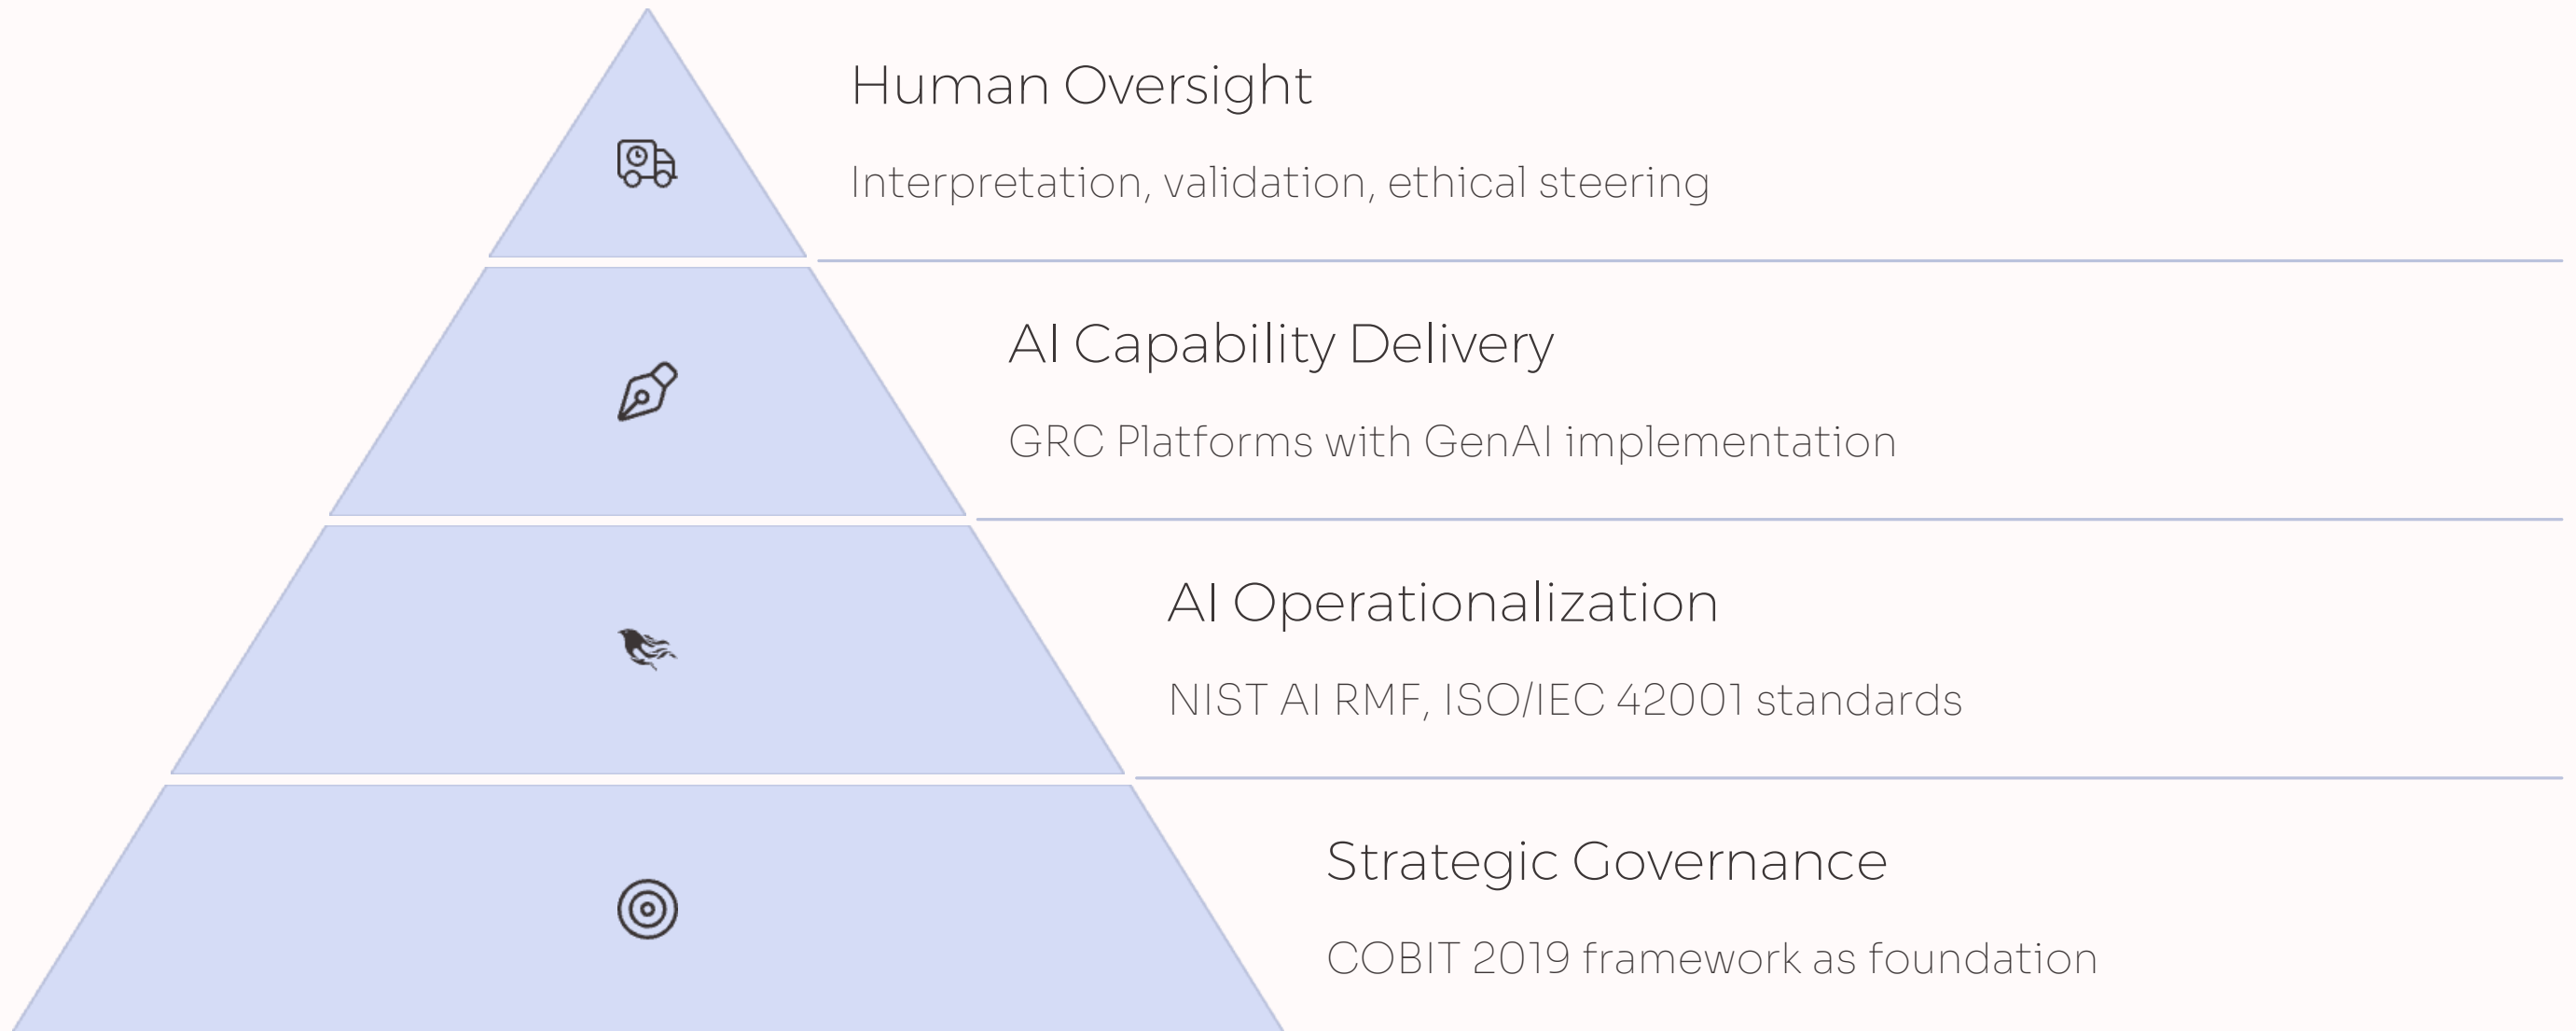 Human Oversight
Interpretation, validation, ethical steering
AI Capability Delivery
GRC Platforms with GenAI implementation
AI Operationalization
NIST AI RMF, ISO/IEC 42001 standards
Strategic Governance
COBIT 2019 framework as foundation